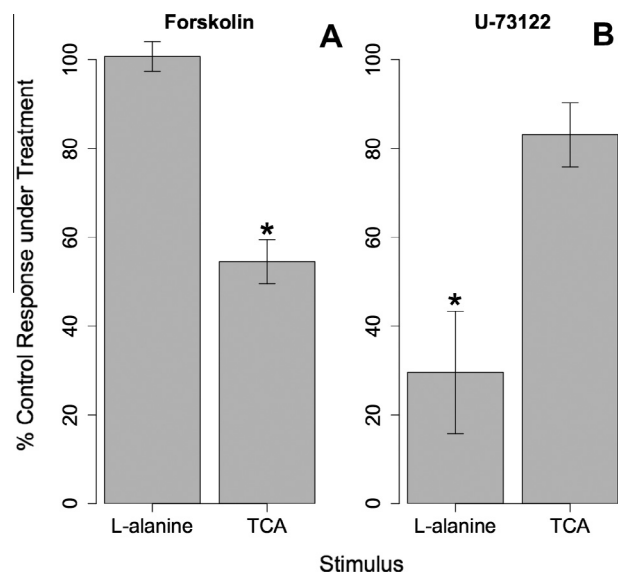 Forskolin
A
U-73122
B
% Control Response under Treatment
100
80
60
40
20
0
*
L-alanine
TCA
100
80
60
40
20
0
*
L-alanine
TCA
Stimulus